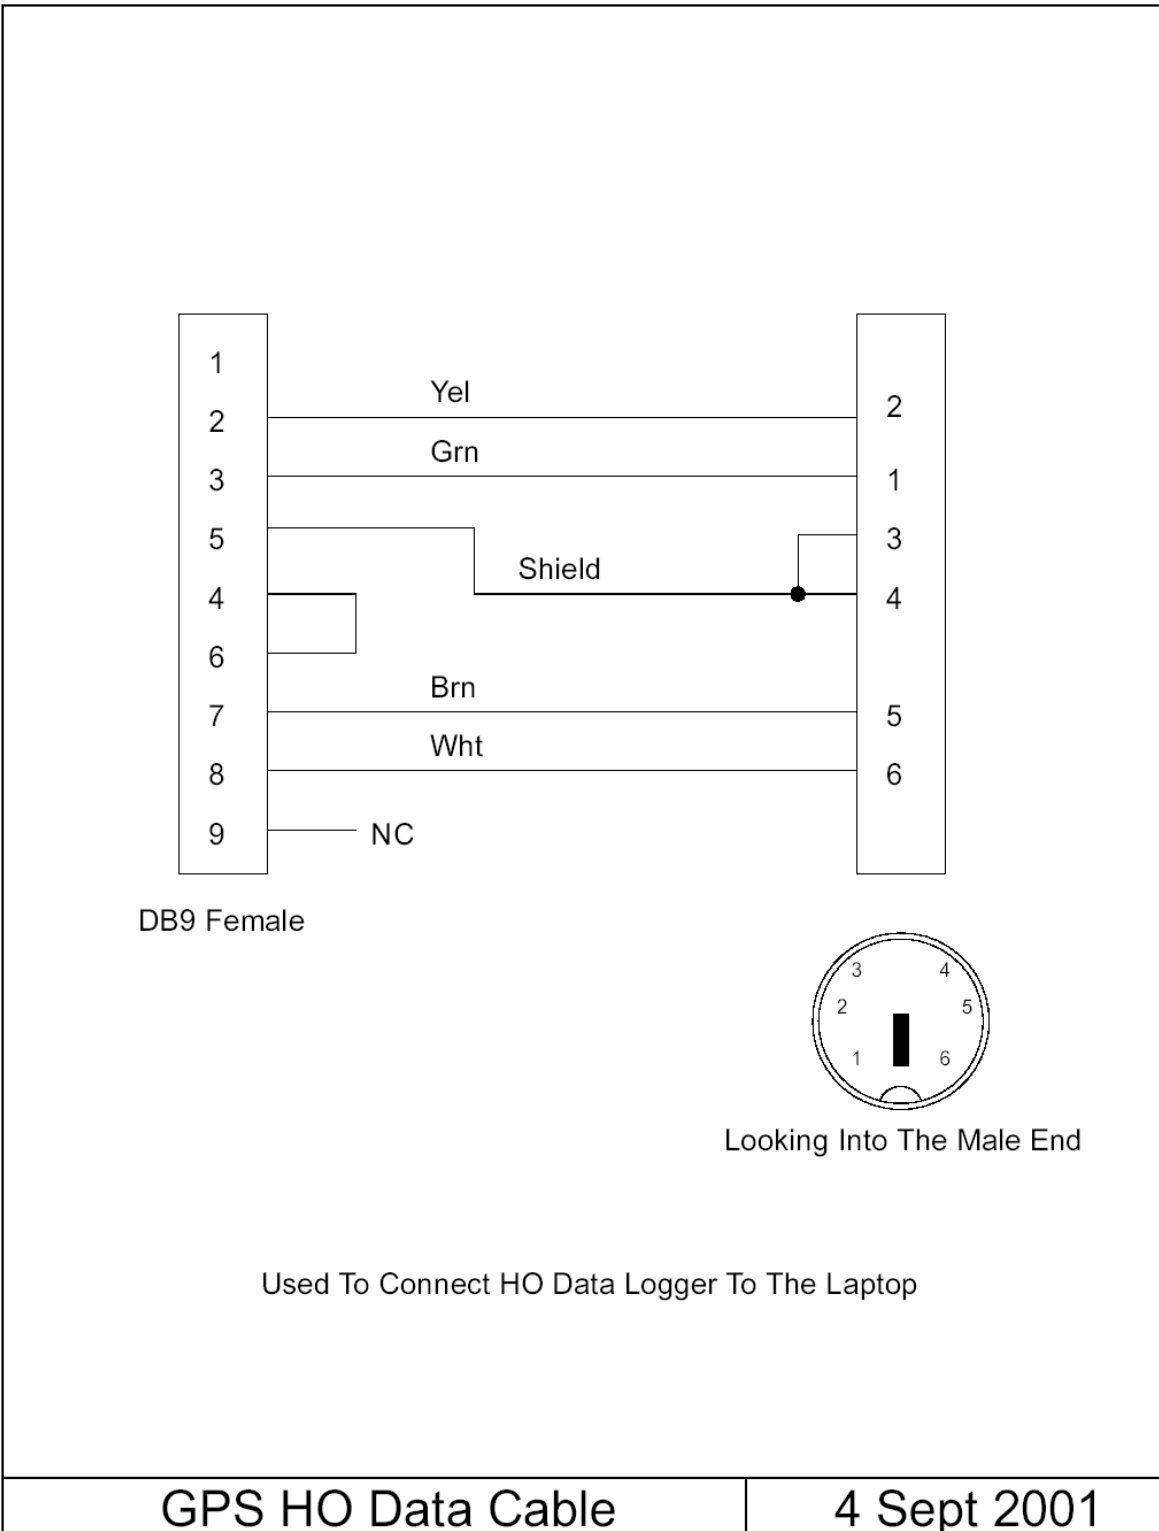 1
Yel
2 2
Grn
3 1
5 3
Shield
4 4
6
Brn
7 5
Wht
8 6
9 NC
DB9 Female
3 4
2 5
1 6
Looking Into The Male End
Used To Connect HO Data Logger To The Laptop
GPS HO Data Cable 4 Sept 2001